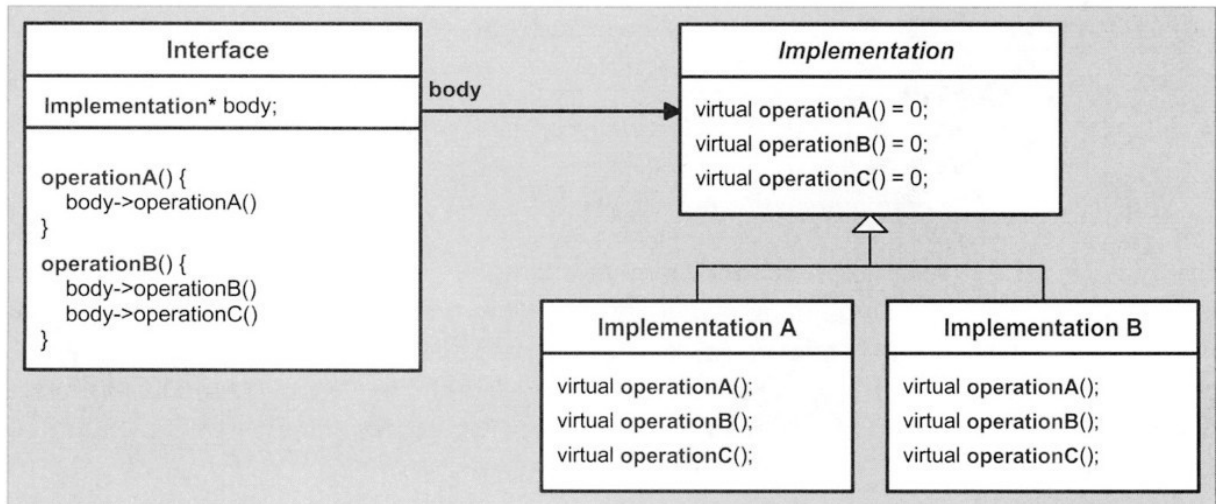 Interface
Implementation* body;
operationA() {
body->operationA()
}
operationB() {
body->operationB()
body->operationC()
}
body
Implementation
virtual operationA() = 0;
virtual operationB() = 0;
virtual operationC() = 0;
Implementation A
virtual operationA();
virtual operationB();
virtual operationC();
Implementation B
virtual operationA();
virtual operationB();
virtual operationC();